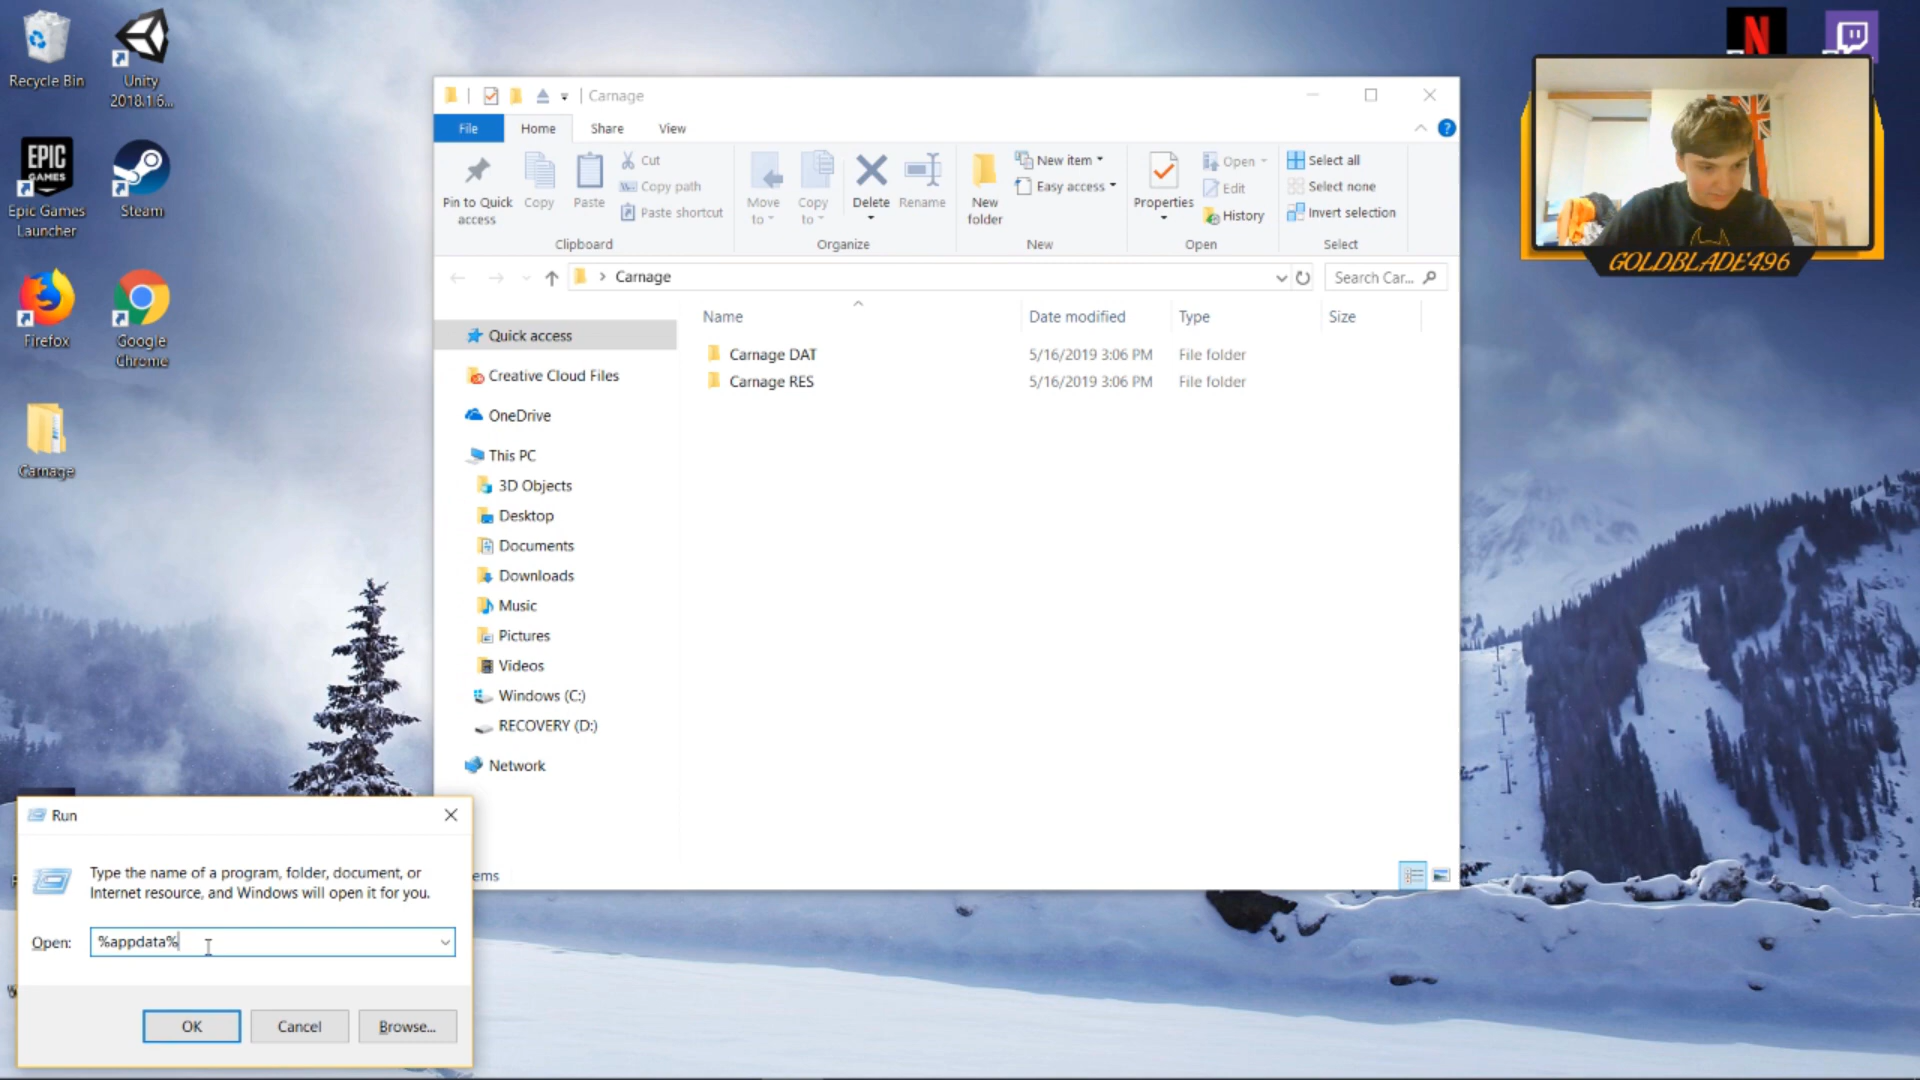 Recycle Bin
Unity
2018.1.6...
EPIC
GAMES
Epic Games
Launcher
Steam
Firefox
Google
Chrome
Carnage
Carnage
File
Home
Share
View
Pin to Quick
access
Copy
Paste
Cut
Copy path
Paste shortcut
Clipboard
Move
to
Copy
to
Delete
Rename
Organize
New
folder
New item
Easy access
New
Properties
Open
Edit
History
Open
Select all
Select none
Invert selection
Select
> Carnage
Search Car...
Name
Date modified
Type
Size
Carnage DAT
5/16/2019 3:06 PM
File folder
Carnage RES
5/16/2019 3:06 PM
File folder
Quick access
Creative Cloud Files
OneDrive
This PC
3D Objects
Desktop
Documents
Downloads
Music
Pictures
Videos
Windows (C:)
RECOVERY (D:)
Network
ems
N
GOLDBLADE496
Run
Type the name of a program, folder, document, or
Internet resource, and Windows will open it for you.
Open:
%appdata%
OK
Cancel
Browse...